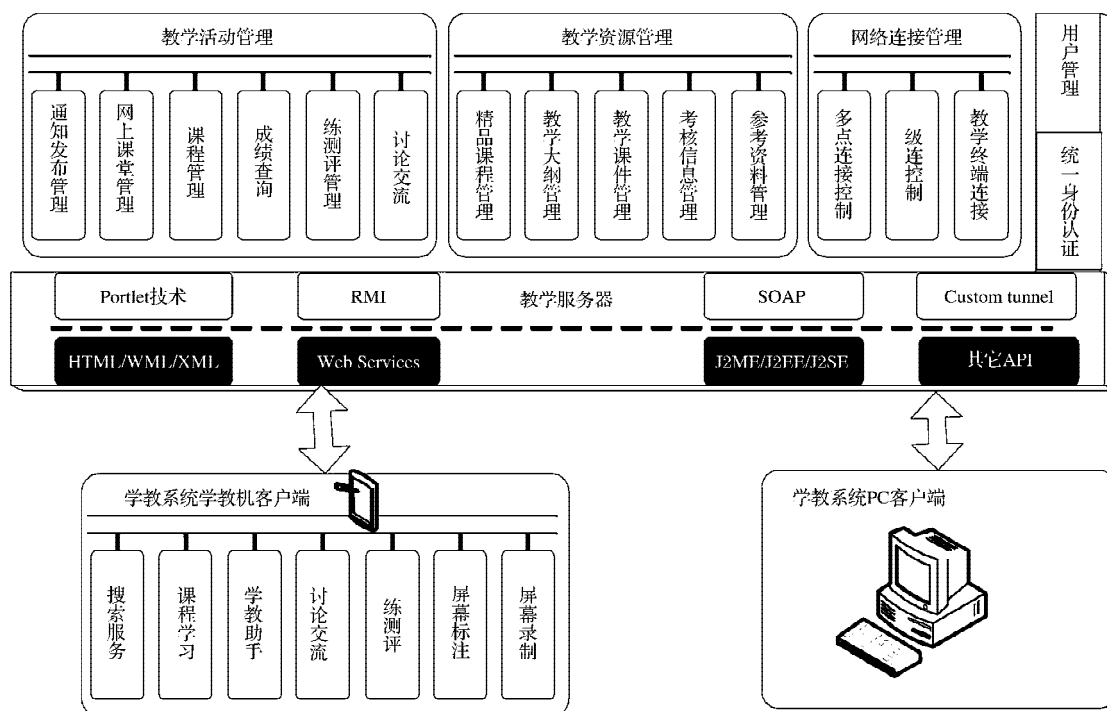 教学活动管理
通知发布管理
网上课堂管理
课程管理
成绩查询
练测评管理
讨论交流
教学资源管理
精品课程管理
教学大纲管理
教学课件管理
考核信息管理
参考资料管理
网络连接管理
多点连接控制
级连控制
教学终端连接
用户管理
统一身份认证
Portlet技术
RMI
教学服务器
SOAP
Custom tunnel
HTML/WML/XML
Web Services
J2ME/J2EE/J2SE
其它API
学教系统学教机客户端
搜索服务
课程学习
学教助手
讨论交流
练测评
屏幕标注
屏幕录制
学教系统PC客户端